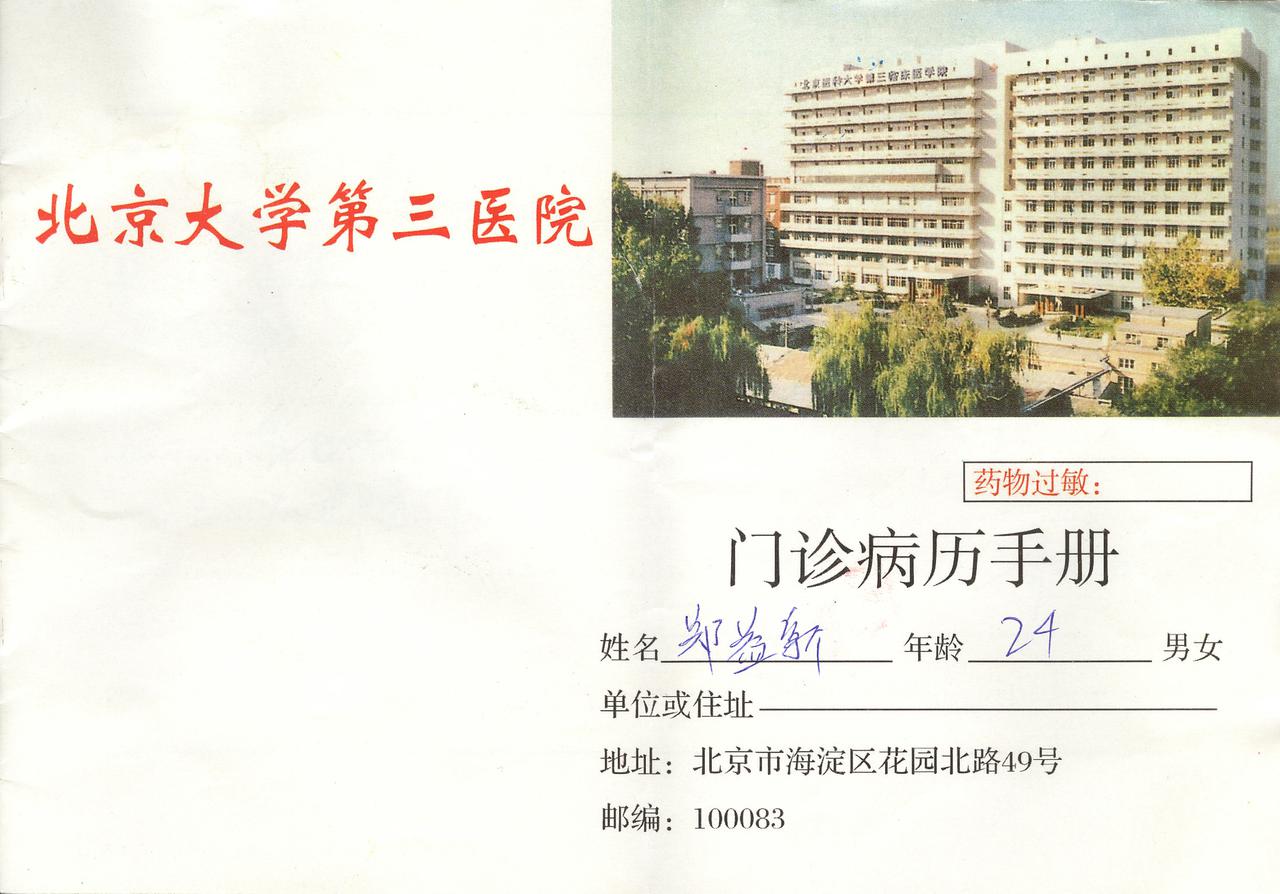 北京大学第三医院
北京医科大学第三临床医学院
药物过敏：
门诊病历手册
姓名 郑益新 年龄 24 男女
单位或住址
地址：北京市海淀区花园北路49号
邮编：100083